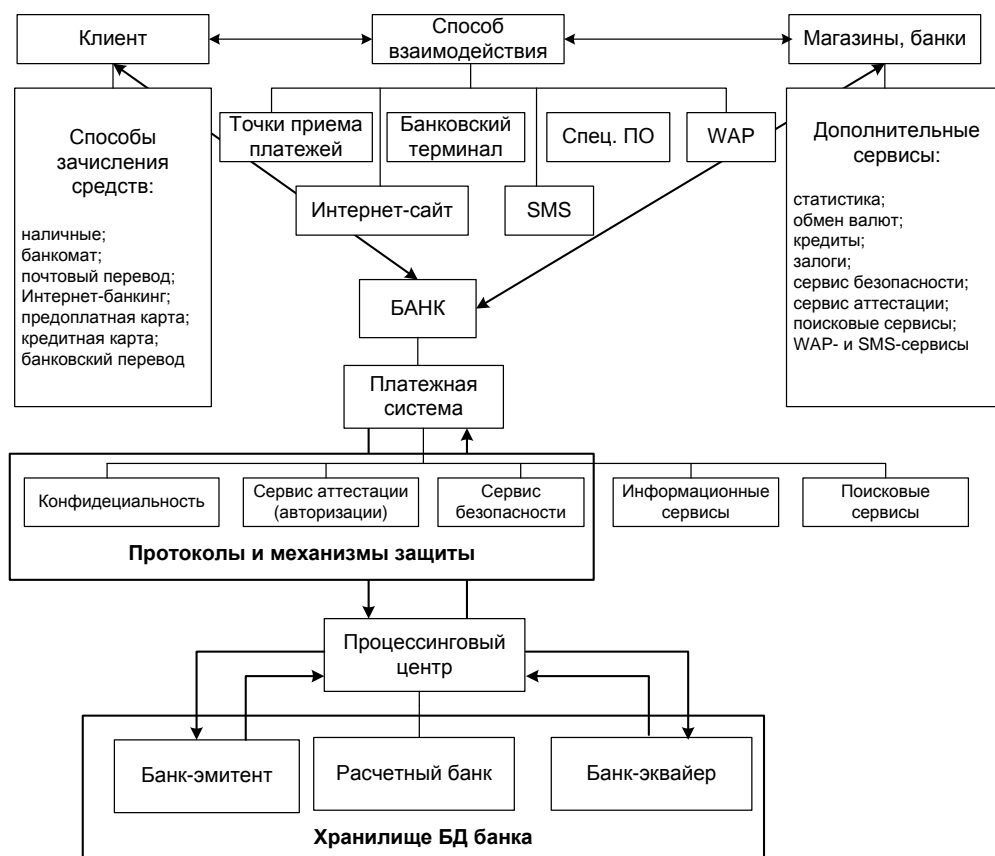 Клиент
Способ
взаимодействия
Магазины, банки
Способы
зачисления
средств:
наличные;
банкомат;
почтовый перевод;
Интернет-банкинг;
предоплатная карта;
кредитная карта;
банковский перевод
Точки приема
платежей
Банковский
терминал
Спец. ПО
WAP
Интернет-сайт
SMS
Дополнительные
сервисы:
статистика;
обмен валют;
кредиты;
залоги;
сервис безопасности;
сервис аттестации;
поисковые сервисы;
WAP- и SMS-сервисы
БАНК
Платежная
система
Конфидециальность
Сервис аттестации
(авторизации)
Сервис
безопасности
Информационные
сервисы
Поисковые
сервисы
Протоколы и механизмы защиты
Процессинговый
центр
Банк-эмитент
Расчетный банк
Банк-эквайер
Хранилище БД банка